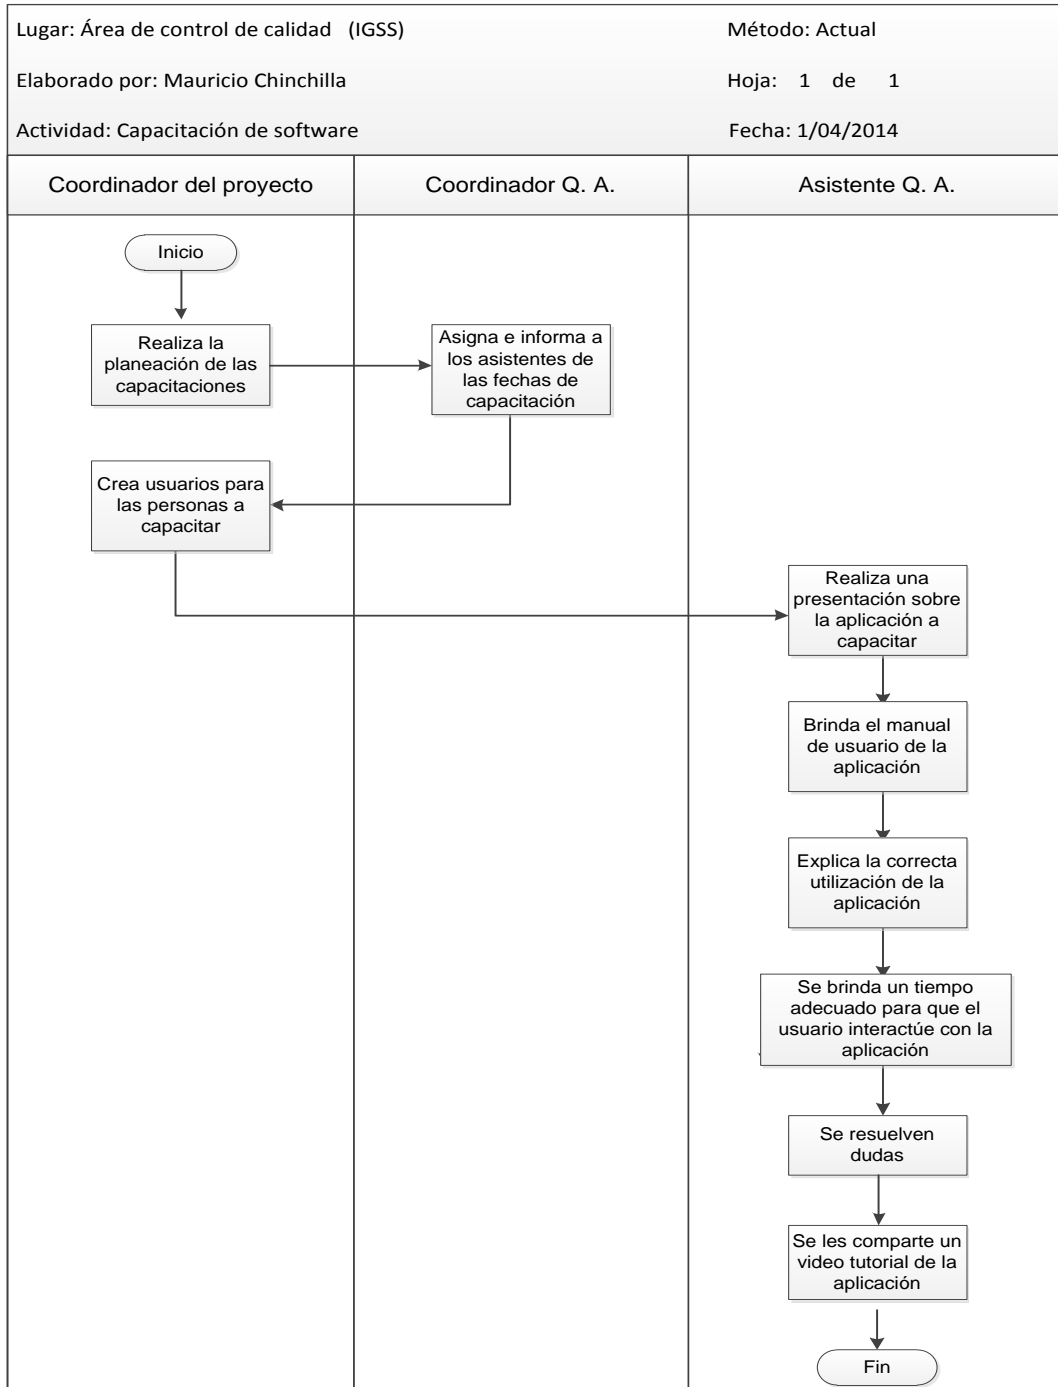 Lugar: Área de control de calidad (IGSS)
Método: Actual
Elaborado por: Mauricio Chinchilla
Hoja: 1 de 1
Actividad: Capacitación de software
Fecha: 1/04/2014
Coordinador del proyecto
Coordinador Q. A.
Asistente Q. A.
Inicio
Realiza la
planeación de las
capacitaciones
Asigna e informa a
los asistentes de
las fechas de
capacitación
Crea usuarios para
las personas a
capacitar
Realiza una
presentación sobre
la aplicación a
capacitar
Brinda el manual
de usuario de la
aplicación
Explica la correcta
utilización de la
aplicación
Se brinda un tiempo
adecuado para que el
usuario interactúe con la
aplicación
Se resuelven
dudas
Se les comparte un
video tutorial de la
aplicación
Fin